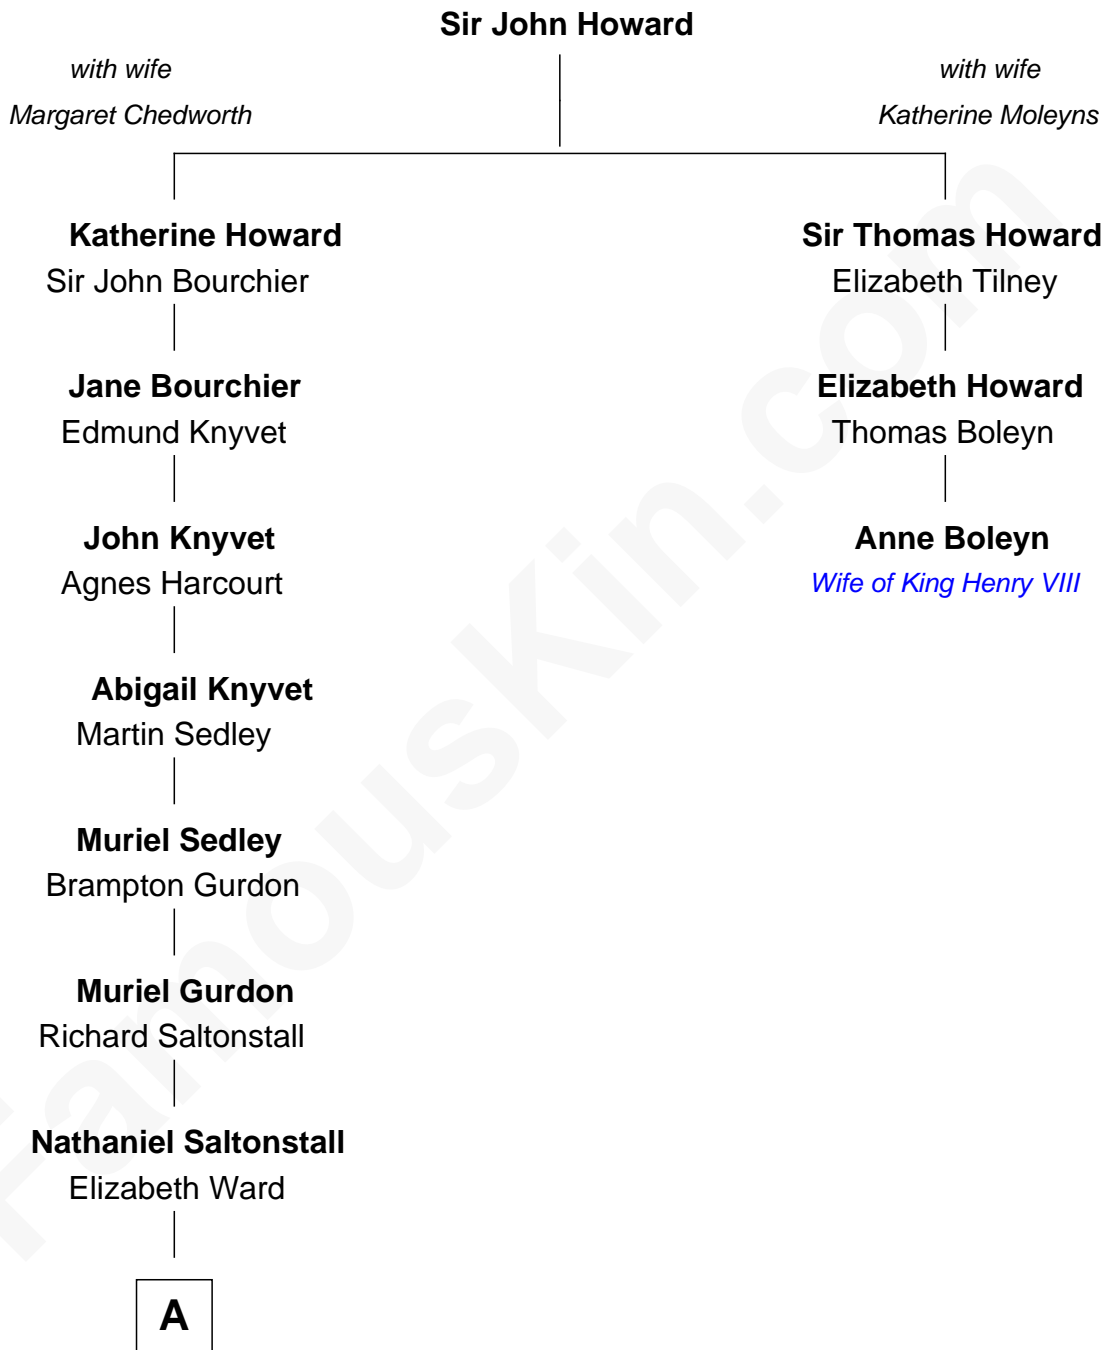 Sir John Howard
with wife
Margaret Chedworth
with wife
Katherine Moleyns
Katherine Howard
Sir John Bourchier
Sir Thomas Howard
Elizabeth Tilney
Jane Bourchier
Edmund Knyvet
Elizabeth Howard
Thomas Boleyn
John Knyvet
Agnes Harcourt
Anne Boleyn
Wife of King Henry VIII
Abigail Knyvet
Martin Sedley
Muriel Sedley
Brampton Gurdon
Muriel Gurdon
Richard Saltonstall
Nathaniel Saltonstall
Elizabeth Ward
A
FamousKin.com